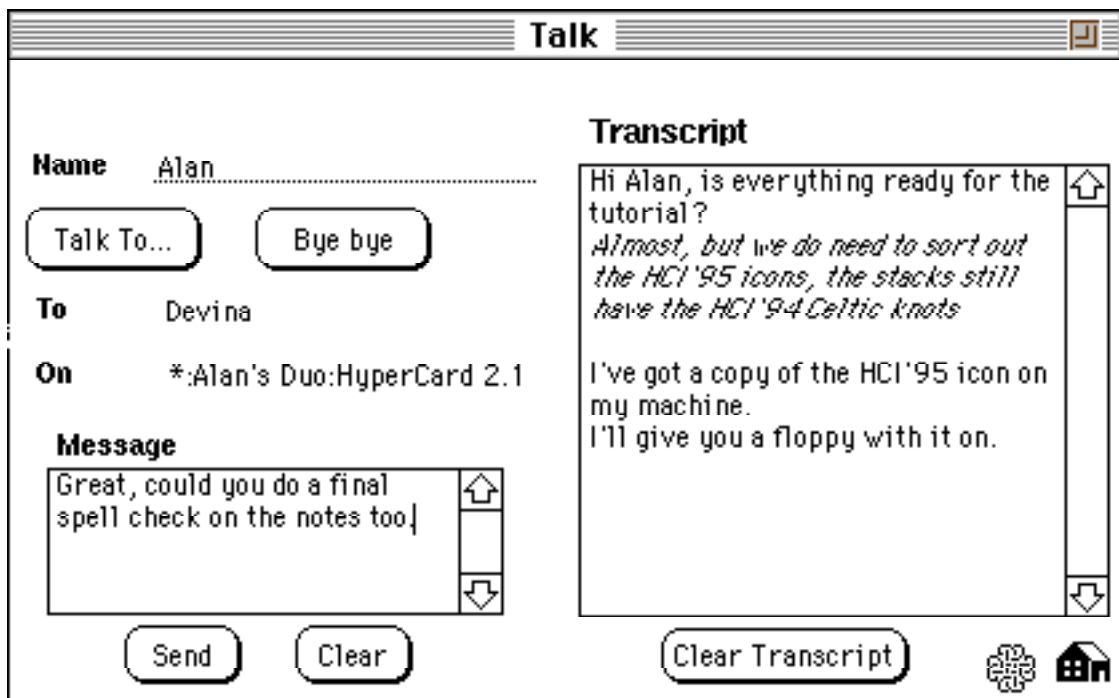 Talk
Name Alan
Talk To... Bye bye
To Devina
On *:Alan's Duo:HyperCard 2.1
Message
Great, could you do a final
spell check on the notes too.
Send Clear
Transcript
Hi Alan, is everything ready for the
tutorial?
Almost, but we do need to sort out
the HCI'95 icons, the stacks still
have the HCI'94 Celtic knots
I've got a copy of the HCI'95 icon on
my machine.
I'll give you a floppy with it on.
Clear Transcript